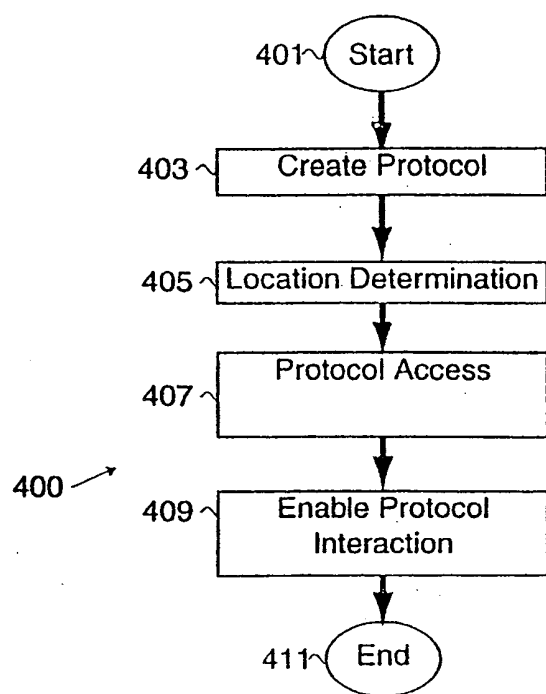 401 Start
403 Create Protocol
405 Location Determination
407 Protocol Access
400
409 Enable Protocol
Interaction
411 End